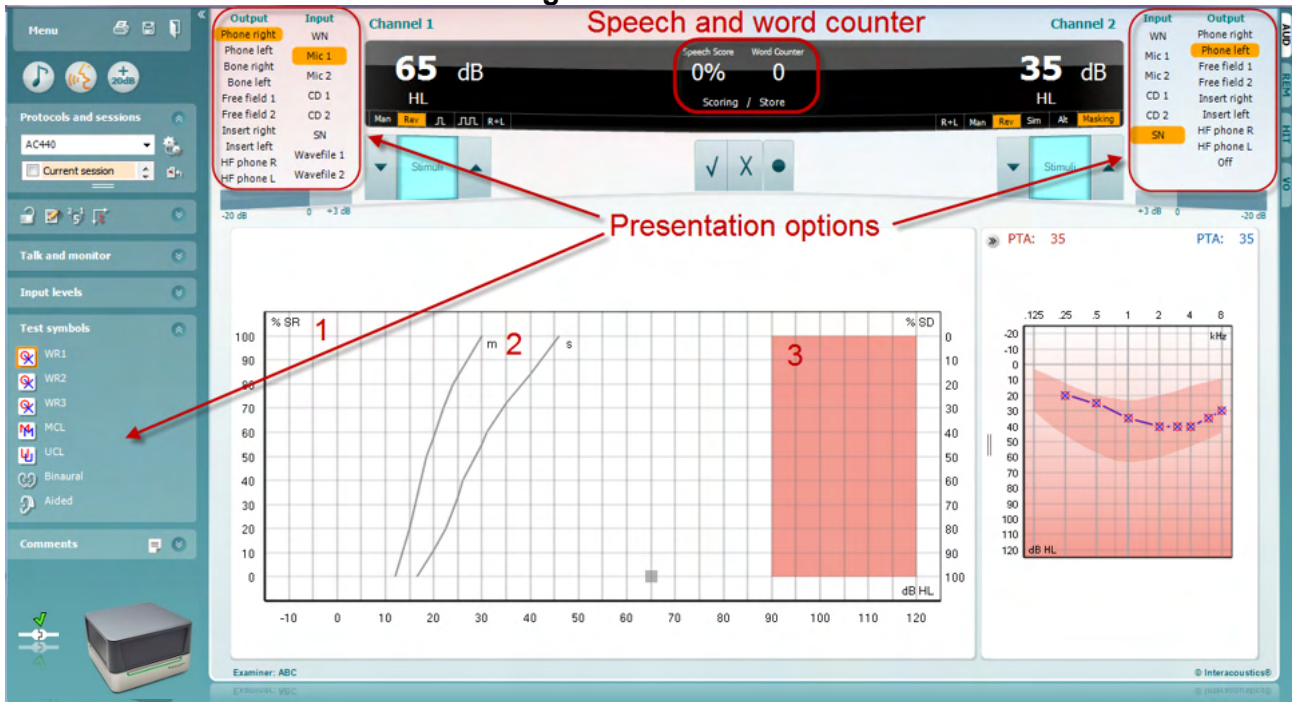 Menu
20dB
Protocols and sessions
AC440
Current session
Talk and monitor
Input levels
Test symbols
WR1
WR2
WR3
MCL
UCL
Binaural
Aided
Comments
Output Input
Phone right WN
Phone left Mic 1
Bone right Mic 2
Bone left CD 1
Free field 1 CD 2
Free field 2 SN
Insert right Wavefile 1
Insert left Wavefile 2
HF phone R
HF phone L
Channel 1
Speech and word counter
Channel 2
65 dB
HL
Speech Score Word Counter
0% 0
Scoring / Store
35 dB
HL
Man Rev R+L
R+L Man Rev Sim Alt Masking
Stimuli
Stimuli
-20 dB 0 +3 dB
+3 dB 0 -20 dB
Input Output
WN Phone right
Mic 1 Phone left
Mic 2 Free field 1
CD 1 Free field 2
CD 2 Insert right
SN Insert left
HF phone R
HF phone L
Off
AUD
REM
HIT
VO
Presentation options
% SR 1 m 2 s 3 % SD
100 0
90 10
80 20
70 30
60 40
50 50
40 60
30 70
20 80
10 90
0 100
dB HL
-10 0 10 20 30 40 50 60 70 80 90 100 110 120
PTA: 35 PTA: 35
.125 .25 .5 1 2 4 8
kHz
-20
-10
0
10
20
30
40
50
60
70
80
90
100
110
120 dB HL
Examiner: ABC
© Interacoustics®